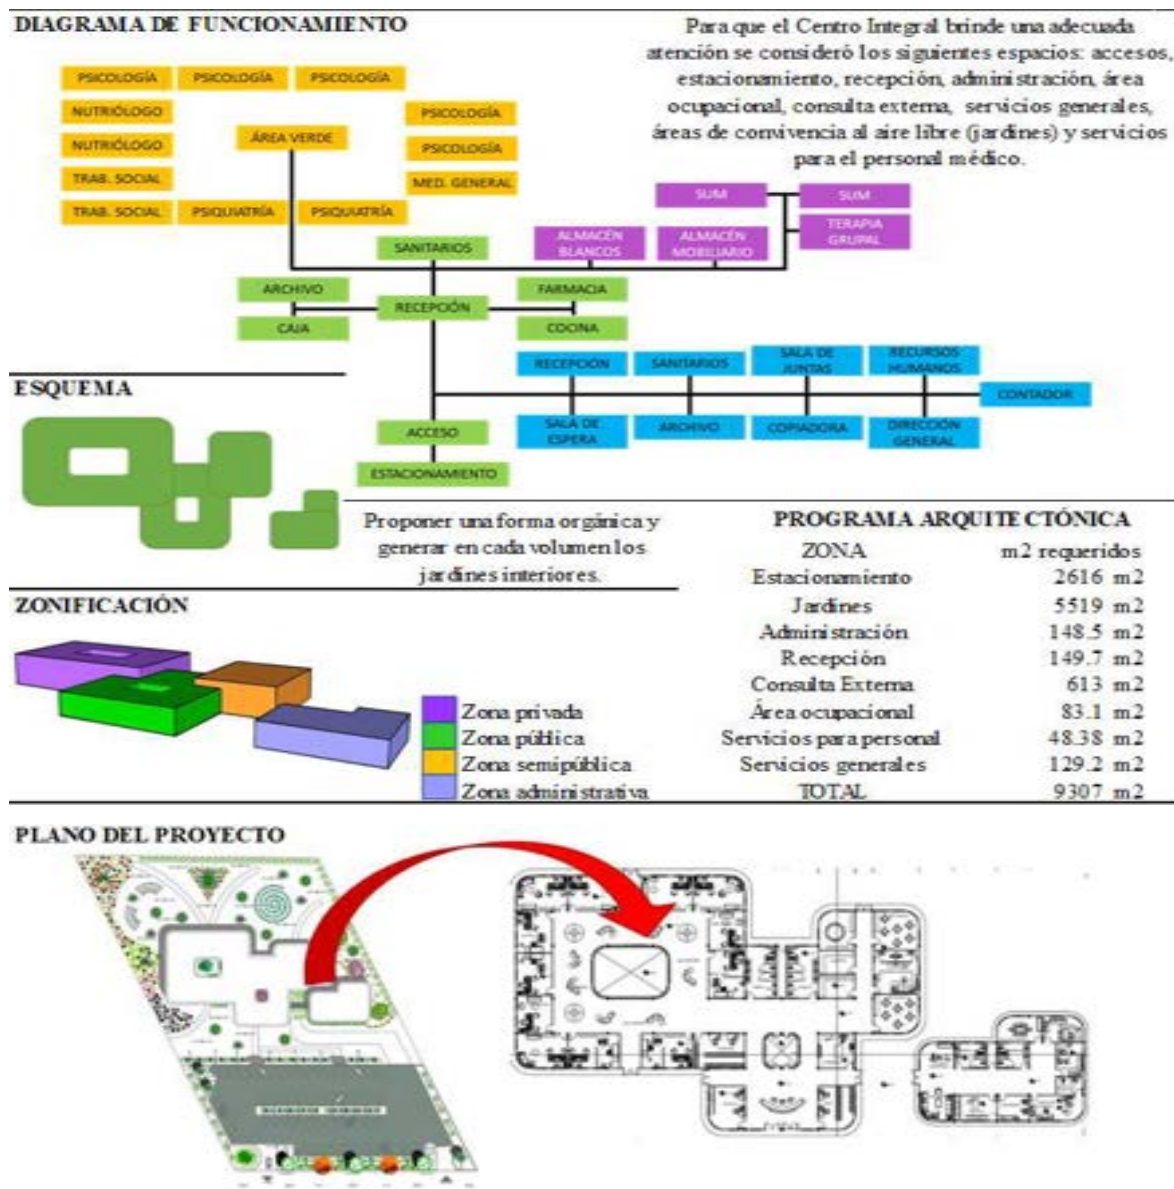 DIAGRAMA DE FUNCIONAMIENTO
Para que el Centro Integral brinde una adecuada
atención se consideró los siguientes espacios: accesos,
estacionamiento, recepción, administración, área
ocupacional, consulta externa, servicios generales,
áreas de convivencia al aire libre (jardines) y servicios
para el personal médico.
PSICOLOGÍA
PSICOLOGÍA
PSICOLOGÍA
NUTRIÓLOGO
PSICOLOGÍA
ÁREA VERDE
NUTRIÓLOGO
PSICOLOGÍA
TRAB. SOCIAL
MED. GENERAL
TRAB. SOCIAL
PSIQUIATRÍA
PSIQUIATRÍA
SUM
SUM
TERAPIA
GRUPAL
ALMACÉN
BLANCOS
ALMACÉN
MOBILIARIO
SANITARIOS
ARCHIVO
FARMACIA
RECEPCIÓN
CAJA
COCINA
RECEPCIÓN
SANITARIOS
SALA DE
JUNTAS
RECURSOS
HUMANOS
CONTADOR
SALA DE
ESPERA
ARCHIVO
COPIADORA
DIRECCIÓN
GENERAL
ACCESO
ESTACIONAMIENTO
ESQUEMA
Proponer una forma orgánica y
generar en cada volumen los
jardines interiores.
PROGRAMA ARQUITECTÓNICA
ZONA m2 requeridos
Estacionamiento 2616 m2
Jardines 5519 m2
Administración 148.5 m2
Recepción 149.7 m2
Consulta Externa 613 m2
Área ocupacional 83.1 m2
Servicios para personal 48.38 m2
Servicios generales 129.2 m2
TOTAL 9307 m2
ZONIFICACIÓN
Zona privada
Zona pública
Zona semipública
Zona administrativa
PLANO DEL PROYECTO